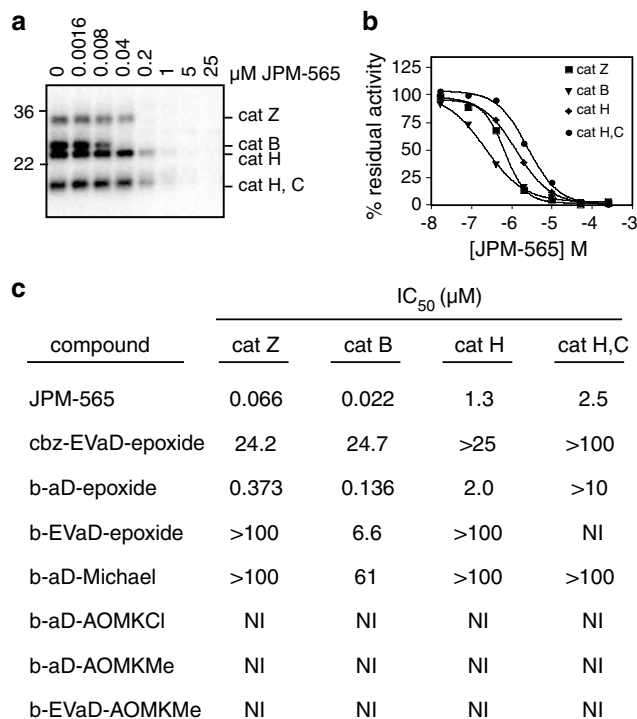 a
0 0.0016 0.008 0.04 0.2 1 5 25 µM JPM-565
36
22
cat Z
cat B
cat H
cat H, C
b
% residual activity
125
100
75
50
25
0
-8 -7 -6 -5 -4 -3
[JPM-565] M
cat Z
cat B
cat H
cat H,C
c
IC50 (µM)
compound cat Z cat B cat H cat H,C
JPM-565 0.066 0.022 1.3 2.5
cbz-EVaD-epoxide 24.2 24.7 >25 >100
b-aD-epoxide 0.373 0.136 2.0 >10
b-EVaD-epoxide >100 6.6 >100 NI
b-aD-Michael >100 61 >100 >100
b-aD-AOMKCl NI NI NI NI
b-aD-AOMKMe NI NI NI NI
b-EVaD-AOMKMe NI NI NI NI